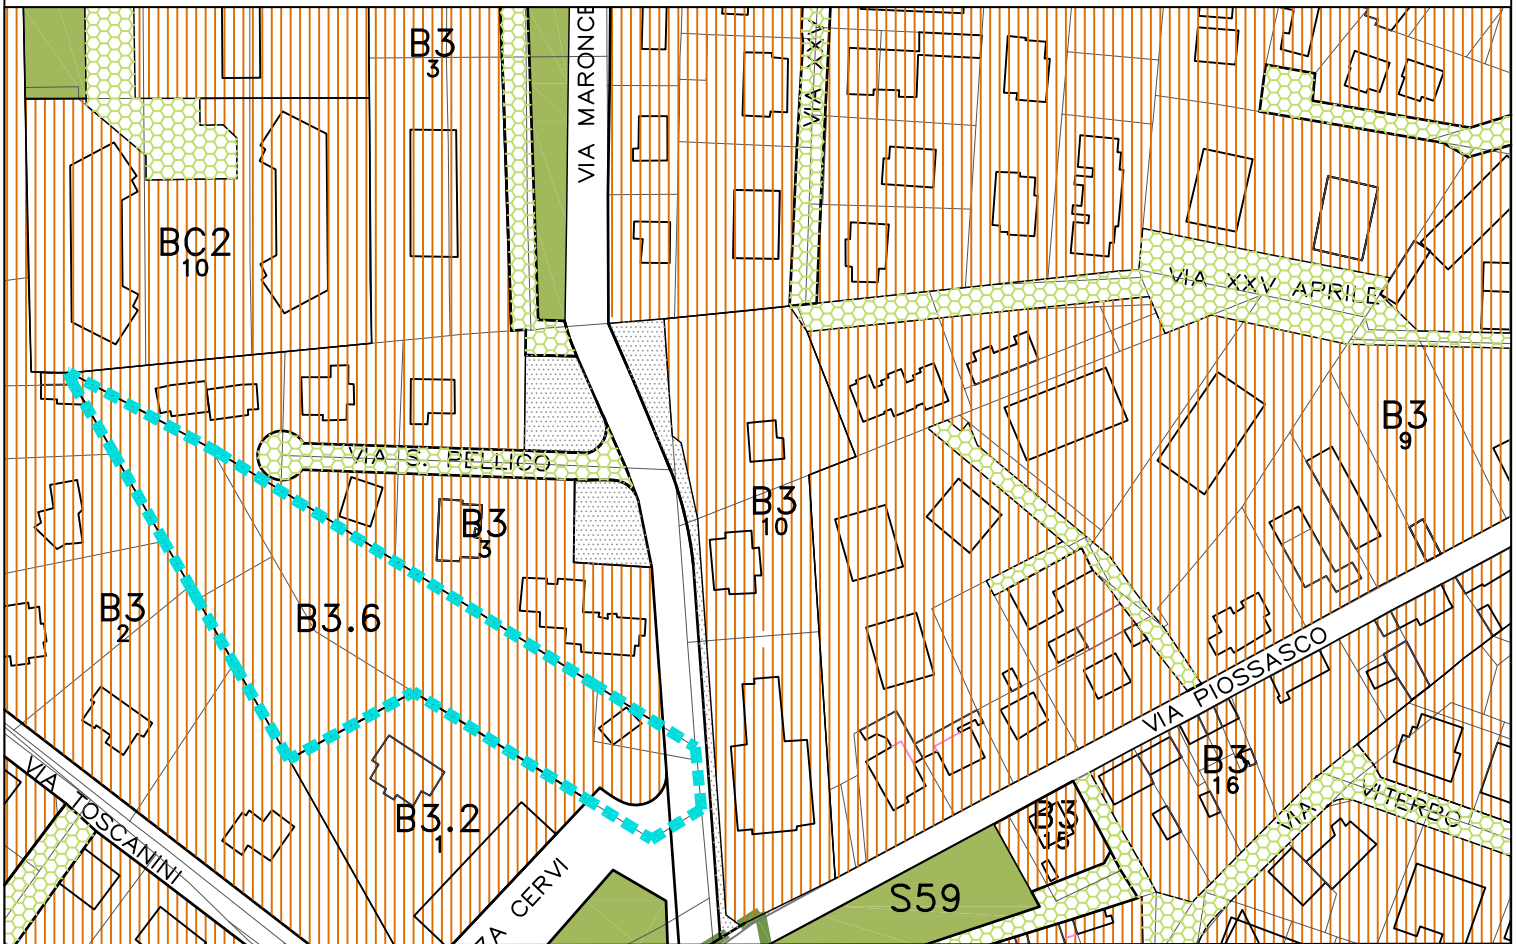 B3
3
VIA MARONCE
VIA XXV
BC2
10
VIA XXV APRILE
B3
9
VIA S. PELLICO
B3
3
B3
10
B3
2
B3.6
VIA PIOSSASCO
B3
16
VIA TOSCANINI
B3.2
1
B3
15
VIA VITERBO
ZA CERVI
S59